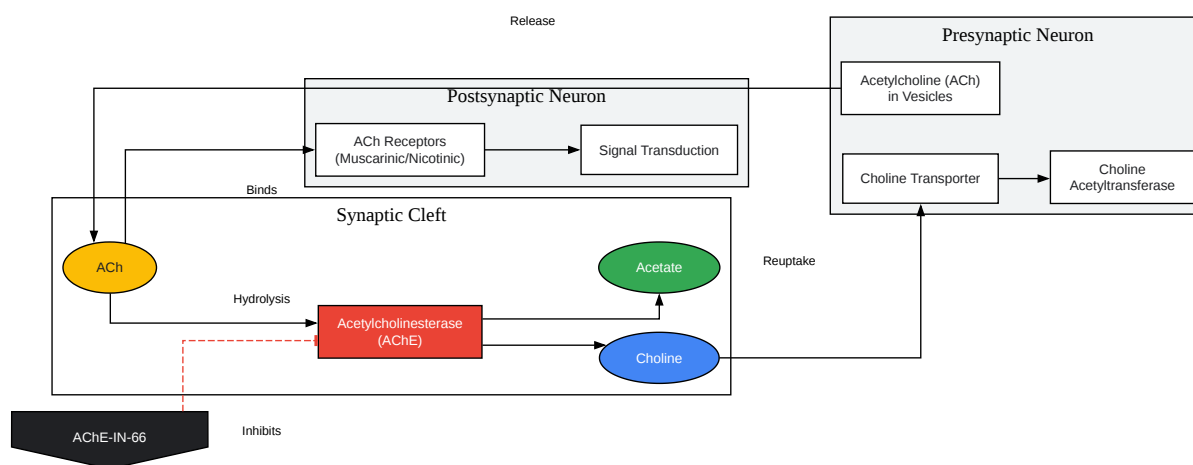 Release
Presynaptic Neuron
Acetylcholine (ACh)
in Vesicles
Postsynaptic Neuron
ACh Receptors
(Muscarinic/Nicotinic)
Signal Transduction
Choline Transporter
Choline
Acetyltransferase
Binds
Synaptic Cleft
ACh
Acetate
Reuptake
Hydrolysis
Acetylcholinesterase
(AChE)
Choline
AChE-IN-66
Inhibits